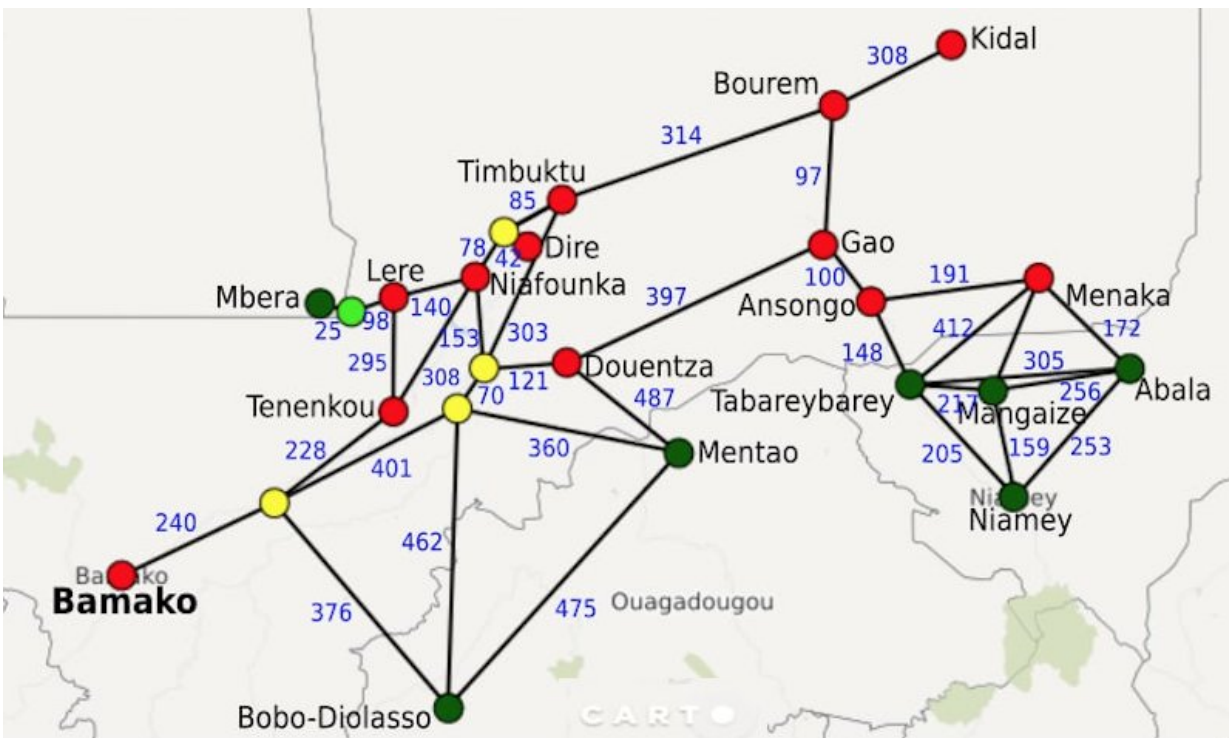 Kidal
308
Bourem
314
Timbuktu
97
85
Gao
78
42
Dire
Lere
Niafounka
100
191
Mbera
140
397
Ansongo
Menaka
25
98
153
303
412
172
295
148
305
308
121
Douentza
256
Abala
70
487
Tabareybarey
217
Mangaize
Tenenkou
228
360
Mentao
205
159
253
401
Niamey
Niamey
240
462
Bamako
Bamako
376
475
Ouagadougou
Bobo-Diolasso
CARTO